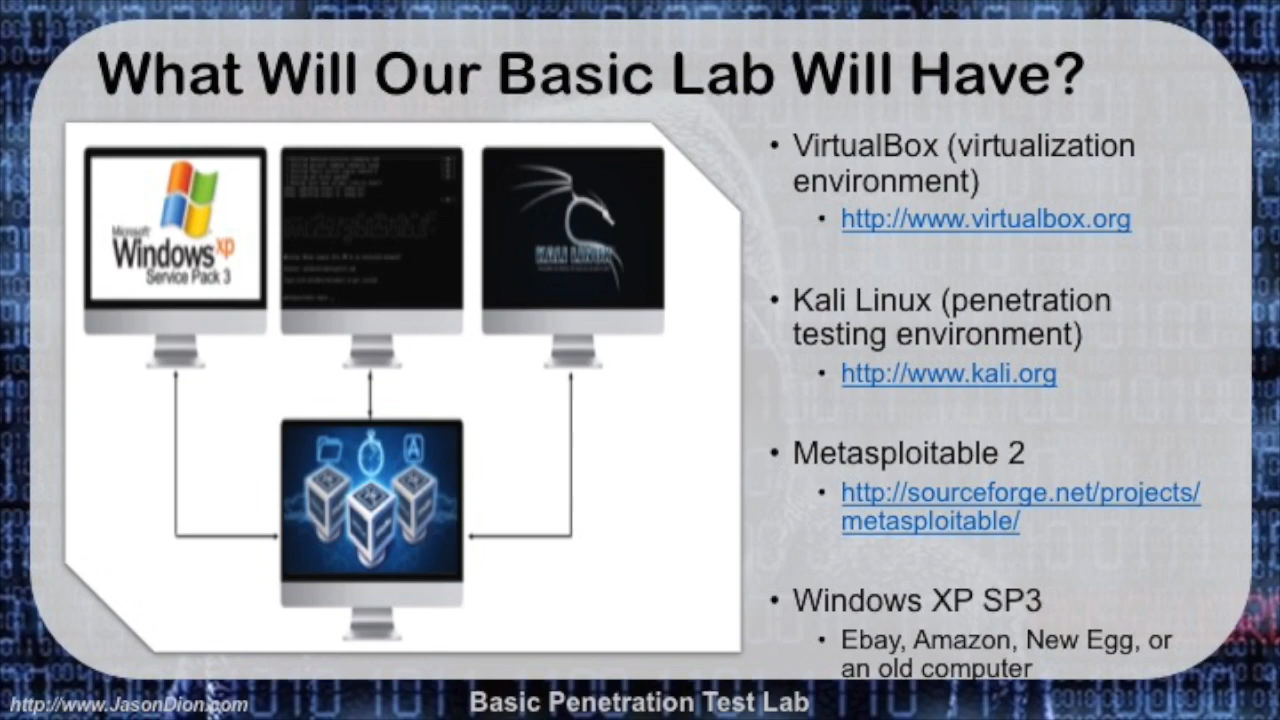 What Will Our Basic Lab Will Have?
Microsoft
Windows xp
Service Pack 3
KALI LINUX
A
• VirtualBox (virtualization
environment)
• http://www.virtualbox.org
• Kali Linux (penetration
testing environment)
• http://www.kali.org
• Metasploitable 2
• http://sourceforge.net/projects/
metasploitable/
• Windows XP SP3
• Ebay, Amazon, New Egg, or
an old computer
http://www.JasonDion.com
Basic Penetration Test Lab